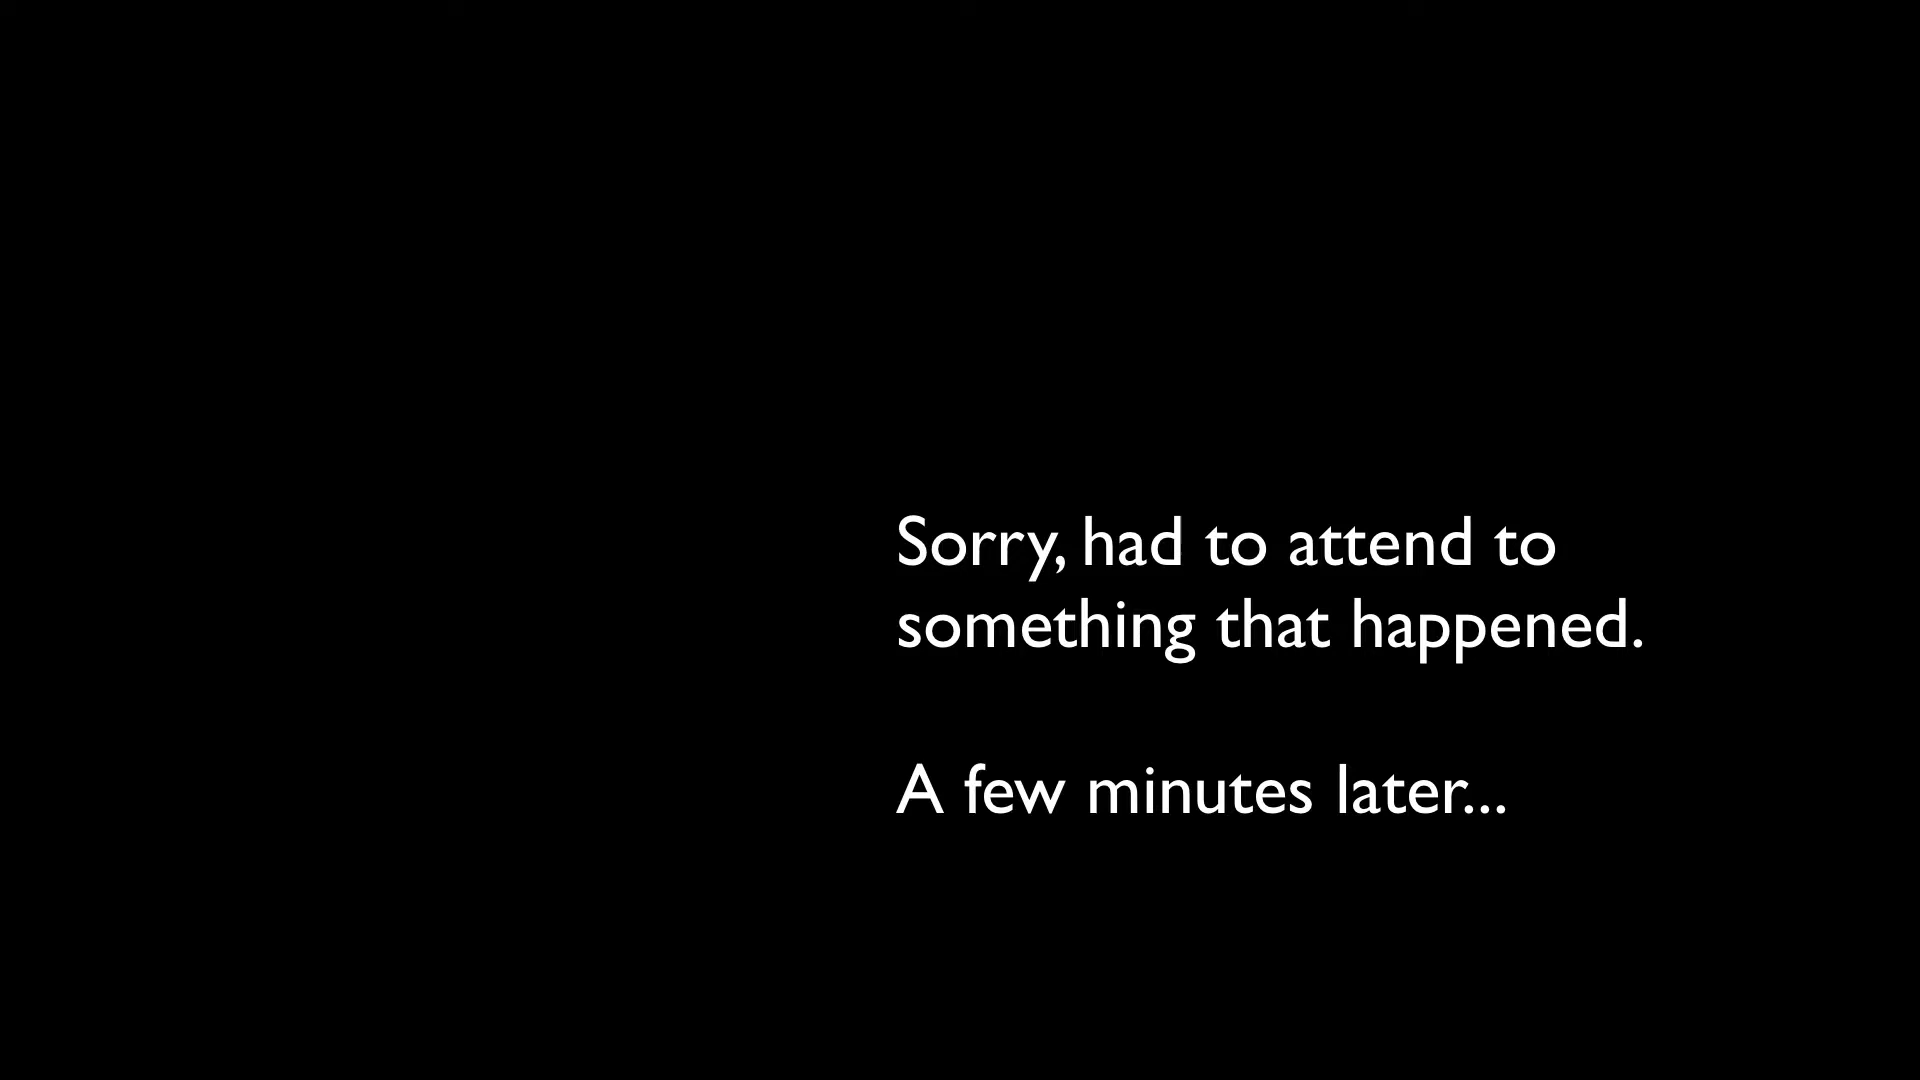 Sorry, had to attend to
something that happened.
A few minutes later...